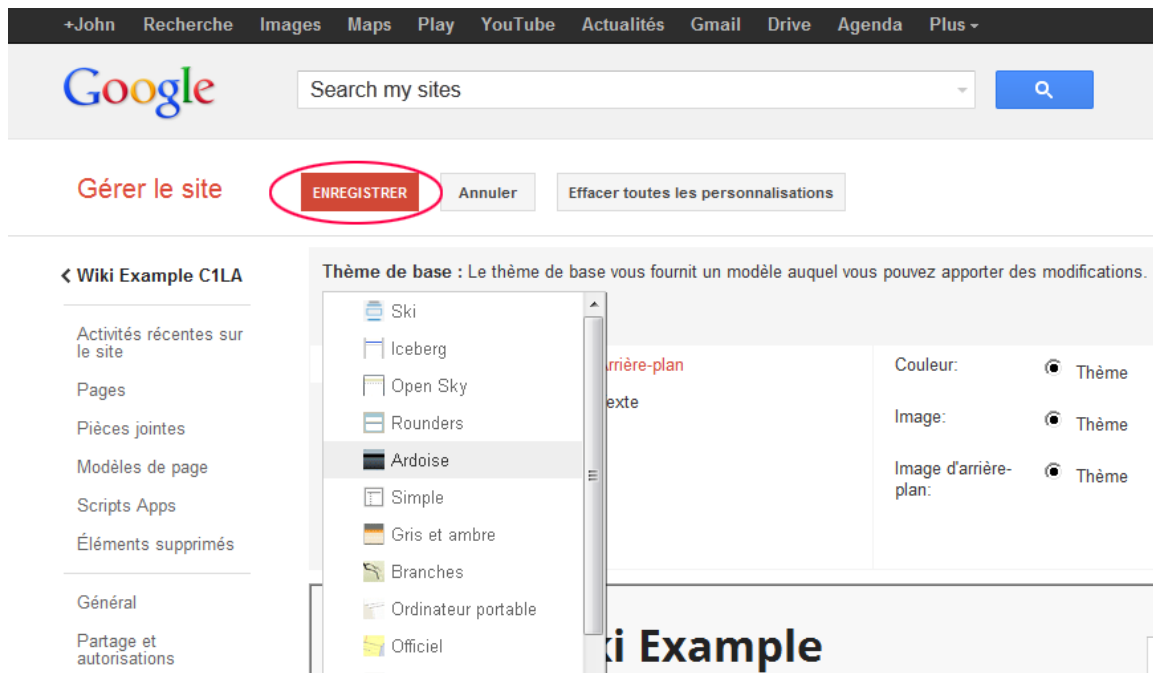 +John Recherche Images Maps Play YouTube Actualités Gmail Drive Agenda Plus
Google
Search my sites
Gérer le site
ENREGISTRER
Annuler
Effacer toutes les personnalisations
Wiki Example C1LA
Activités récentes sur
le site
Pages
Pièces jointes
Modèles de page
Scripts Apps
Éléments supprimés
Général
Partage et
autorisations
Thème de base : Le thème de base vous fournit un modèle auquel vous pouvez apporter des modifications.
Ski
Iceberg
Open Sky
Rounders
Ardoise
Simple
Gris et ambre
Branches
Ordinateur portable
Officiel
rrière-plan
exte
Couleur: Thème
Image: Thème
Image d'arrière-
plan: Thème
ki Example